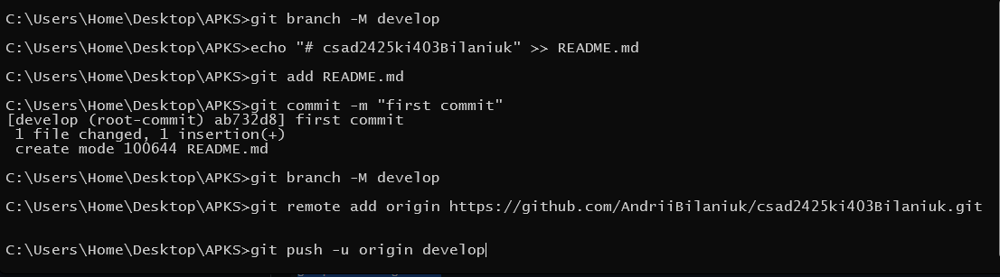 C:\Users\Home\Desktop\APKS>git branch -M develop
C:\Users\Home\Desktop\APKS>echo "# csad2425ki403Bilaniuk" >> README.md
C:\Users\Home\Desktop\APKS>git add README.md
C:\Users\Home\Desktop\APKS>git commit -m "first commit"
[develop (root-commit) ab732d8] first commit
 1 file changed, 1 insertion(+)
 create mode 100644 README.md
C:\Users\Home\Desktop\APKS>git branch -M develop
C:\Users\Home\Desktop\APKS>git remote add origin https://github.com/AndriiBilaniuk/csad2425ki403Bilaniuk.git
C:\Users\Home\Desktop\APKS>git push -u origin develop